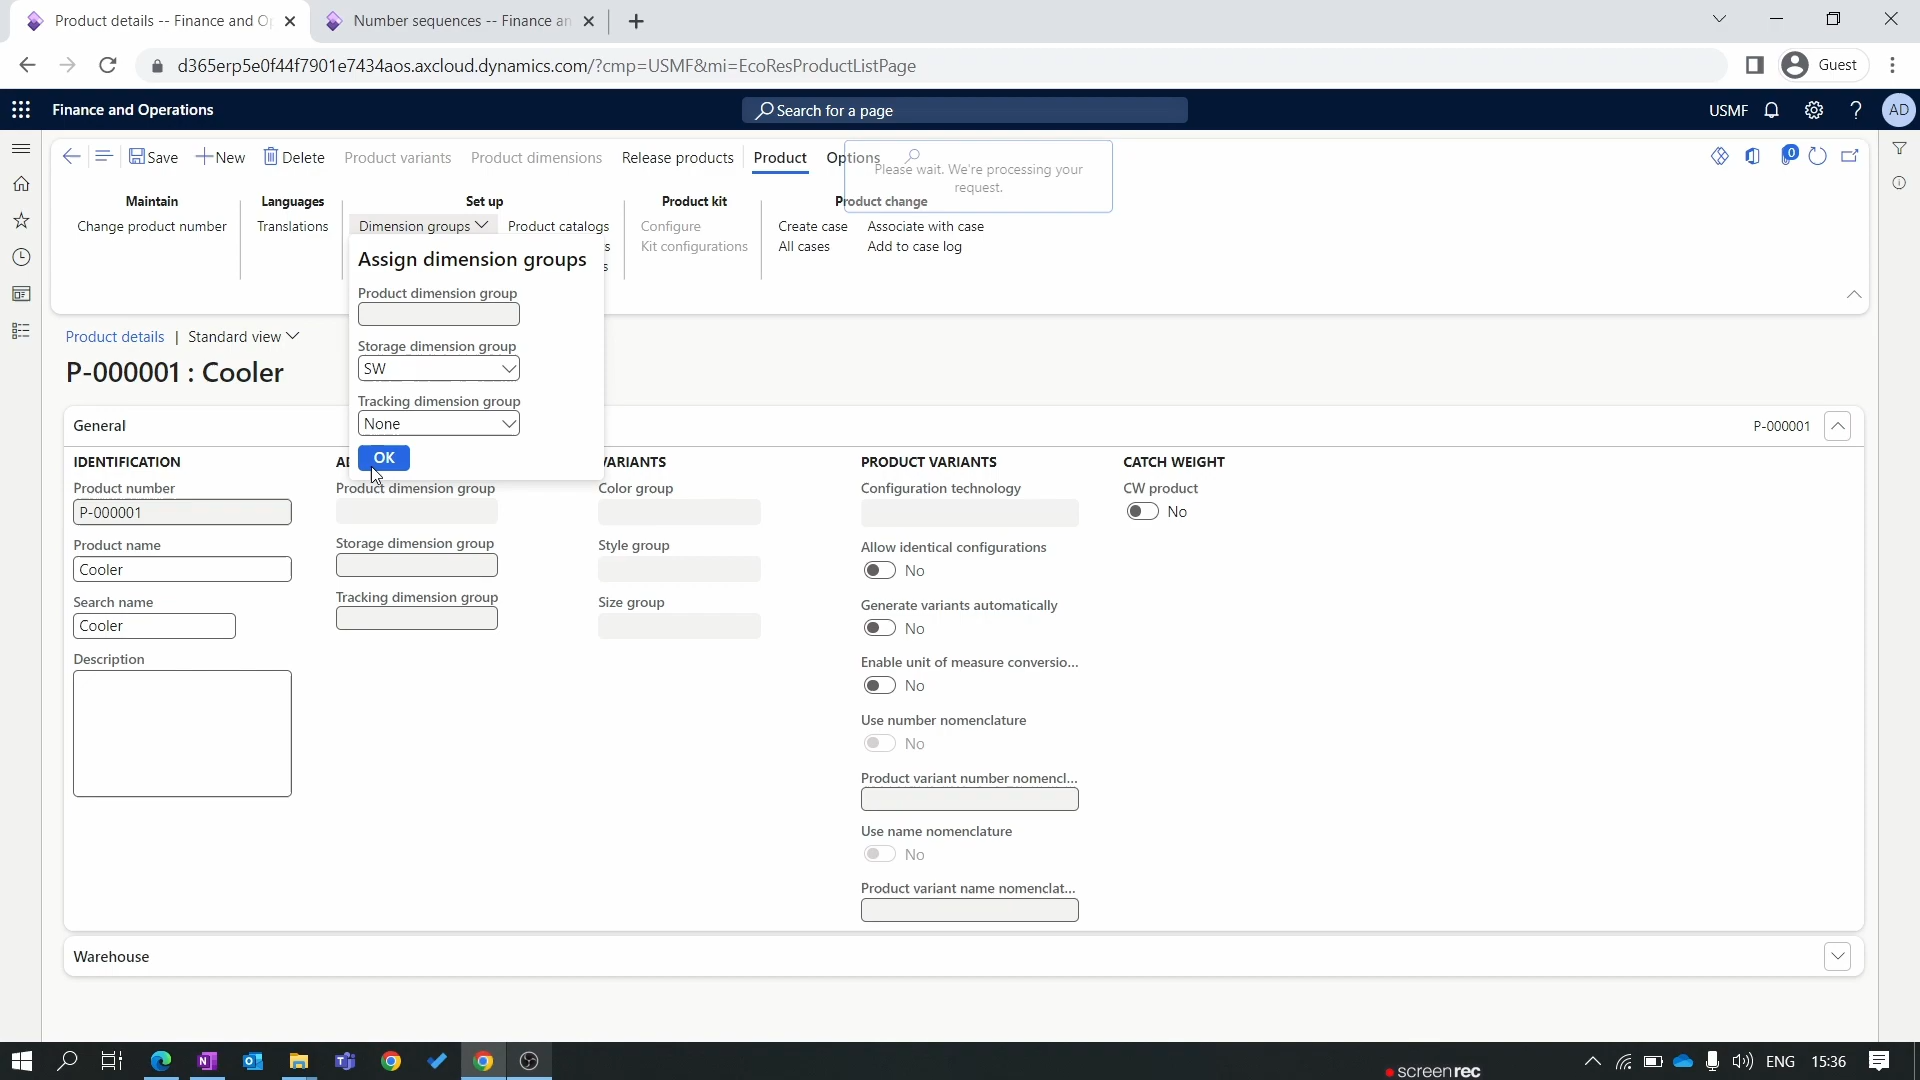 Product details -- Finance and Op
Number sequences -- Finance an
d365erp5e0f44f7901e7434aos.axcloud.dynamics.com/?cmp=USMF&mi=EcoResProductListPage
Guest
Finance and Operations
Search for a page
USMF
AD
Save
New
Delete
Product variants
Product dimensions
Release products
Product
Options
0
Please wait. We're processing your
request.
Maintain
Change product number
Languages
Translations
Set up
Dimension groups
Product catalogs
s
s
Product kit
Configure
Kit configurations
Product change
Create case
Associate with case
All cases
Add to case log
Assign dimension groups
Product dimension group
Storage dimension group
SW
Tracking dimension group
None
OK
Product details | Standard view
P-000001 : Cooler
General
P-000001
IDENTIFICATION
Product number
P-000001
Product name
Cooler
Search name
Cooler
Description
Product dimension group
Storage dimension group
Tracking dimension group
VARIANTS
Color group
Style group
Size group
PRODUCT VARIANTS
Configuration technology
Allow identical configurations
No
Generate variants automatically
No
Enable unit of measure conversio...
No
Use number nomenclature
No
Product variant number nomencl...
Use name nomenclature
No
Product variant name nomenclat...
CATCH WEIGHT
CW product
No
Warehouse
screenrec
ENG
15:36